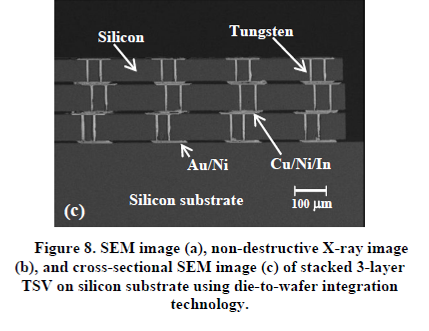 Silicon
Tungsten
Au/Ni
Cu/Ni/In
Silicon substrate
100 μm
(c)
Figure 8. SEM image (a), non-destructive X-ray image
(b), and cross-sectional SEM image (c) of stacked 3-layer
TSV on silicon substrate using die-to-wafer integration
technology.